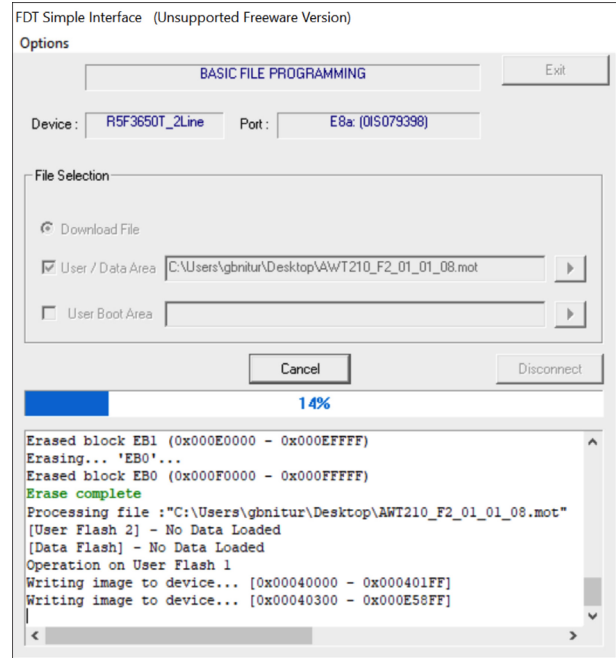 FDT Simple Interface   (Unsupported Freeware Version)
Options
BASIC FILE PROGRAMMING
Exit
Device : R5F3650T_2Line Port : E8a: (0IS079398)
File Selection
Download File
User / Data Area C:\Users\gbnitur\Desktop\AWT210_F2_01_01_08.mot
User Boot Area
Cancel
Disconnect
14%
Erased block EB1 (0x000E0000 - 0x000EFFFF)
Erasing... 'EB0'...
Erased block EB0 (0x000F0000 - 0x000FFFFF)
Erase complete
Processing file :"C:\Users\gbnitur\Desktop\AWT210_F2_01_01_08.mot"
[User Flash 2] - No Data Loaded
[Data Flash] - No Data Loaded
Operation on User Flash 1
Writing image to device... [0x00040000 - 0x000401FF]
Writing image to device... [0x00040300 - 0x000E58FF]